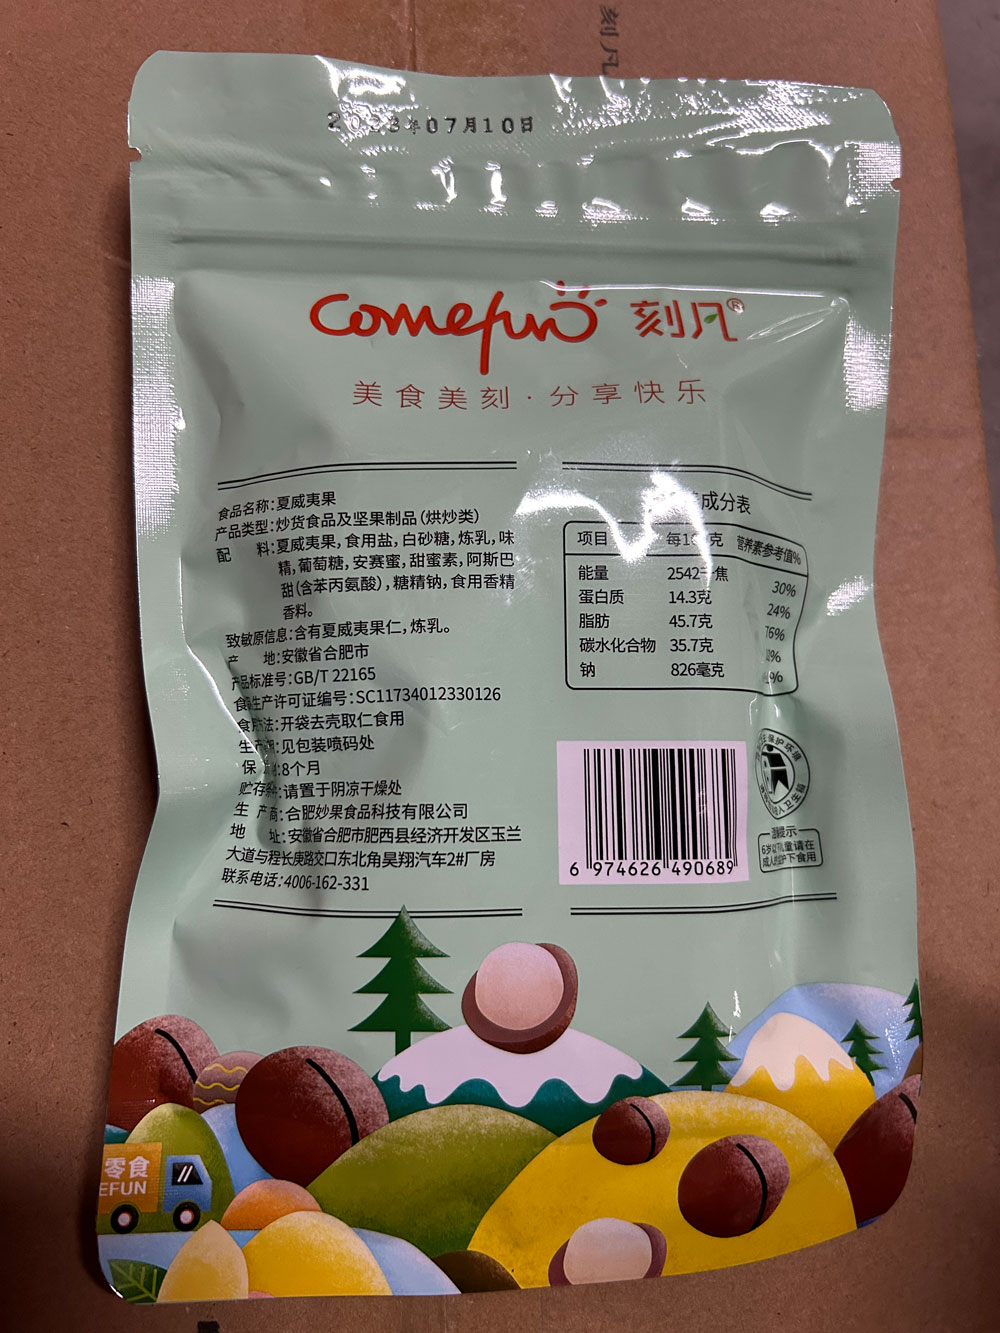 2023年07月10日
comefun 刻凡®
美食美刻·分享快乐
食品名称:夏威夷果
产品类型:炒货食品及坚果制品(烘炒类)
配 料:夏威夷果,食用盐,白砂糖,炼乳,味
精,葡萄糖,安赛蜜,甜蜜素,阿斯巴
甜(含苯丙氨酸),糖精钠,食用香精
香料。
致敏原信息:含有夏威夷果仁,炼乳。
产 地:安徽省合肥市
产品标准号:GB/T 22165
食品生产许可证编号:SC11734012330126
食用方法:开袋去壳取仁食用
生产日期:见包装喷码处
保质期:8个月
贮存条件:请置于阴凉干燥处
生 产 商:合肥妙果食品科技有限公司
地 址:安徽省合肥市肥西县经济开发区玉兰
大道与程长庚路交口东北角昊翔汽车2#厂房
联系电话:4006-162-331
成分表
项目 每 克 营养素参考值%
能量 2542千焦 30%
蛋白质 14.3克 24%
脂肪 45.7克 76%
碳水化合物 35.7克 %
钠 826毫克 %
保护环境
6 974626 490689
温馨提示
6岁以下儿童请在
成人监护下食用
零食
EFUN